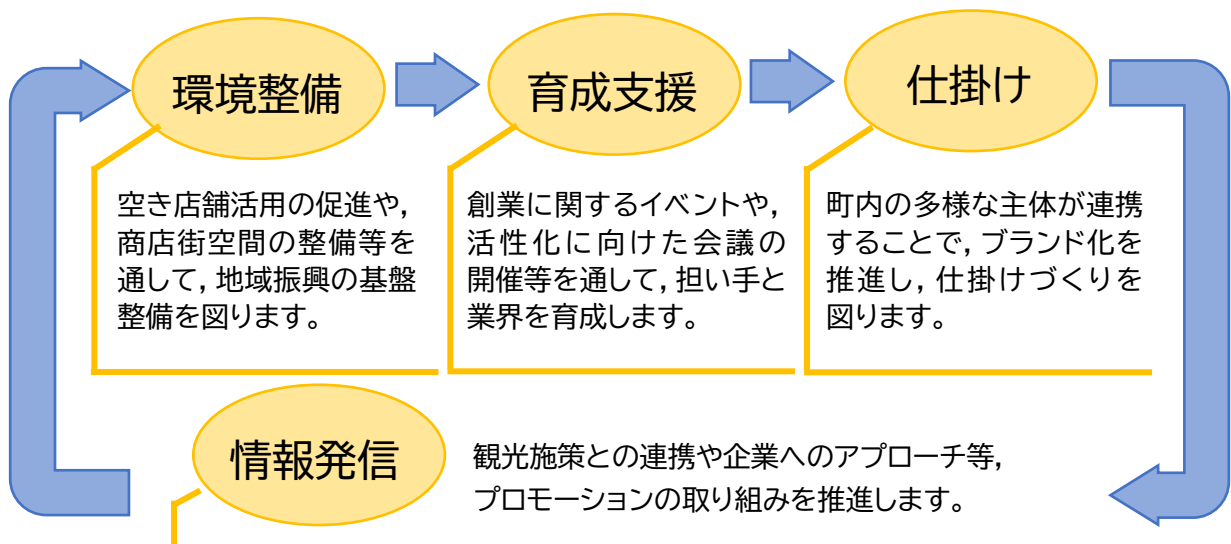 環境整備
育成支援
仕掛け
空き店舗活用の促進や,
商店街空間の整備等を
通して,地域振興の基盤
整備を図ります。
創業に関するイベントや,
活性化に向けた会議の
開催等を通して,担い手と
業界を育成します。
町内の多様な主体が連携
することで,ブランド化を
推進し,仕掛けづくりを
図ります。
情報発信
観光施策との連携や企業へのアプローチ等,
プロモーションの取り組みを推進します。